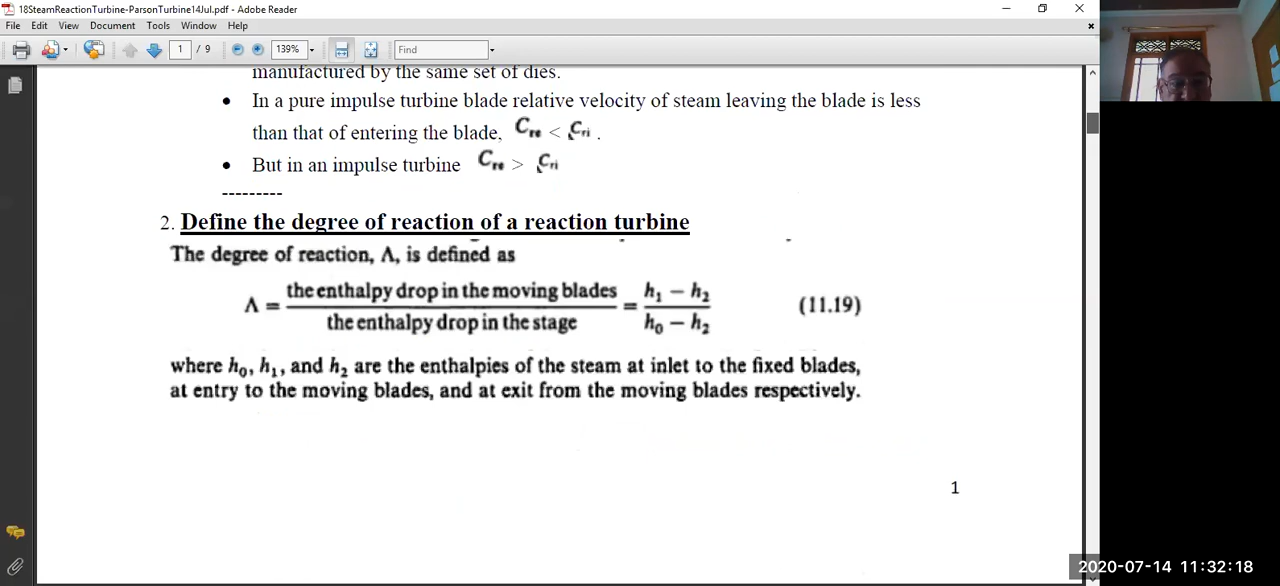 18SteamReactionTurbine-ParsonTurbine14Jul.pdf - Adobe Reader
File Edit View Document Tools Window Help
1 / 9 139% Find
manufactured by the same set of dies.
• In a pure impulse turbine blade relative velocity of steam leaving the blade is less
than that of entering the blade, Cre < Cri .
• But in an impulse turbine Cre > Cri
---------
2. Define the degree of reaction of a reaction turbine
The degree of reaction, Λ, is defined as
Λ = the enthalpy drop in the moving blades / the enthalpy drop in the stage = h₁ − h₂ / h₀ − h₂ (11.19)
where h₀, h₁, and h₂ are the enthalpies of the steam at inlet to the fixed blades,
at entry to the moving blades, and at exit from the moving blades respectively.
1
2020-07-14 11:32:18